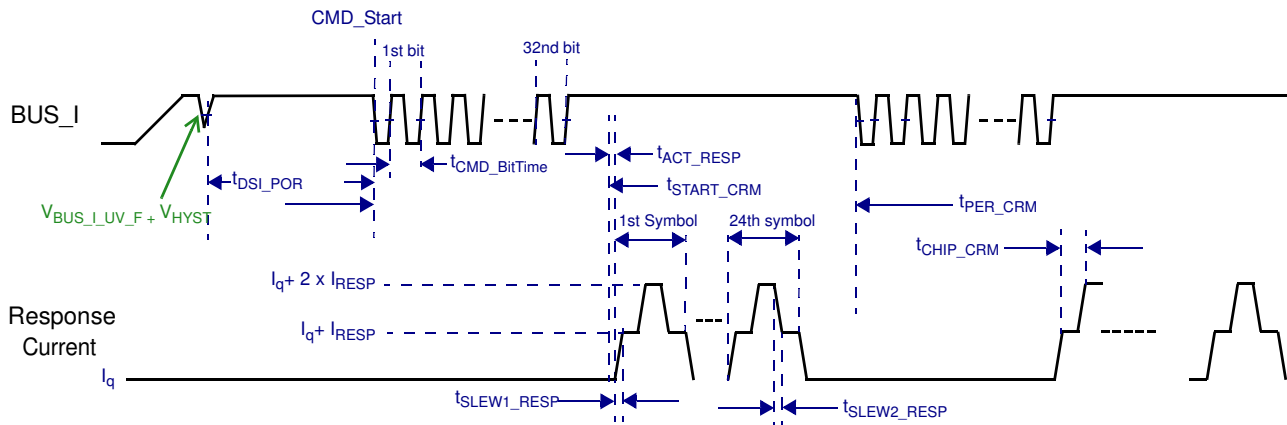 CMD_Start
1st bit
32nd bit
BUS_I
tACT_RESP
tCMD_BitTime
tDSI_POR
tSTART_CRM
VBUS_I_UV_F + VHYST
tPER_CRM
1st Symbol
24th symbol
tCHIP_CRM
Iq+ 2 x IRESP
Response
Current
Iq+ IRESP
Iq
tSLEW1_RESP
tSLEW2_RESP